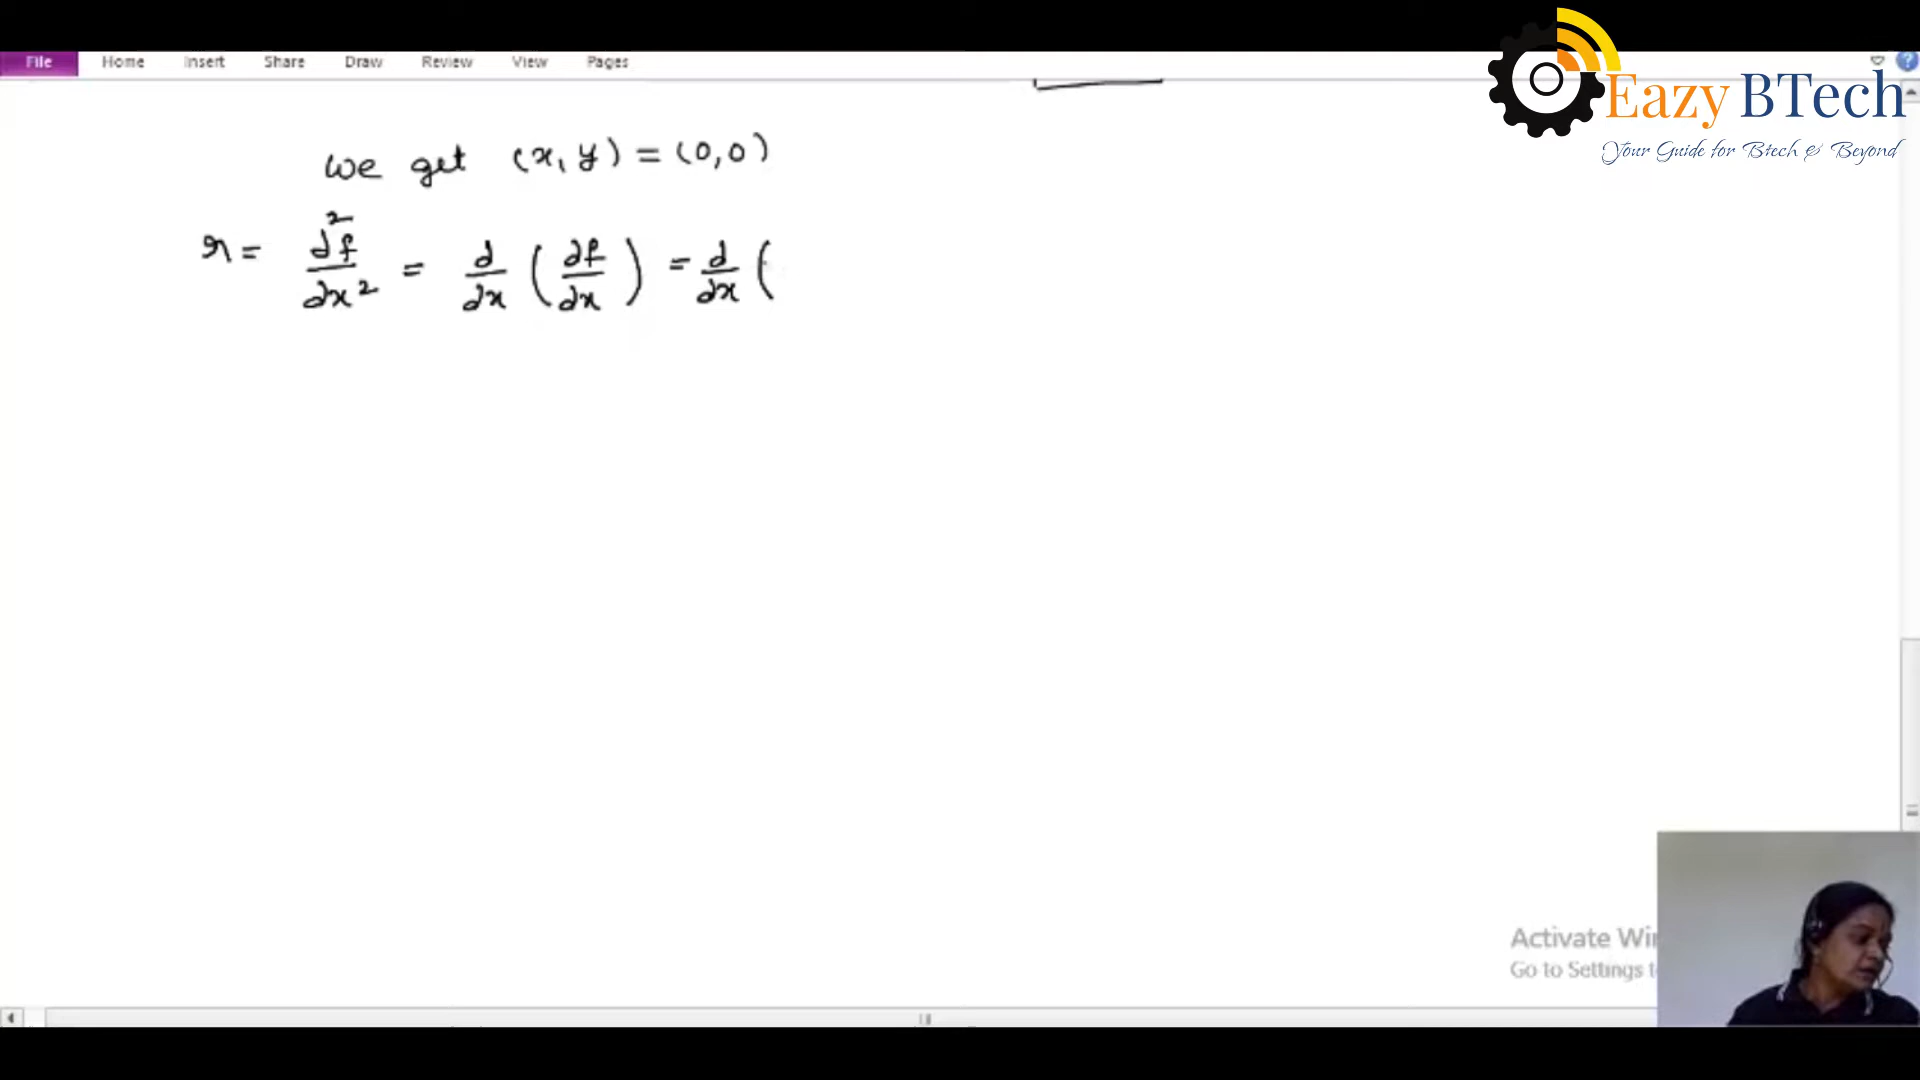 File Home Insert Share Draw Review View Pages
Eazy BTech
Your Guide for Btech & Beyond
we get (x, y) = (0,0)
r = ∂²f/∂x² = ∂/∂x (∂f/∂x) = ∂/∂x (
Activate Wi
Go to Settings t